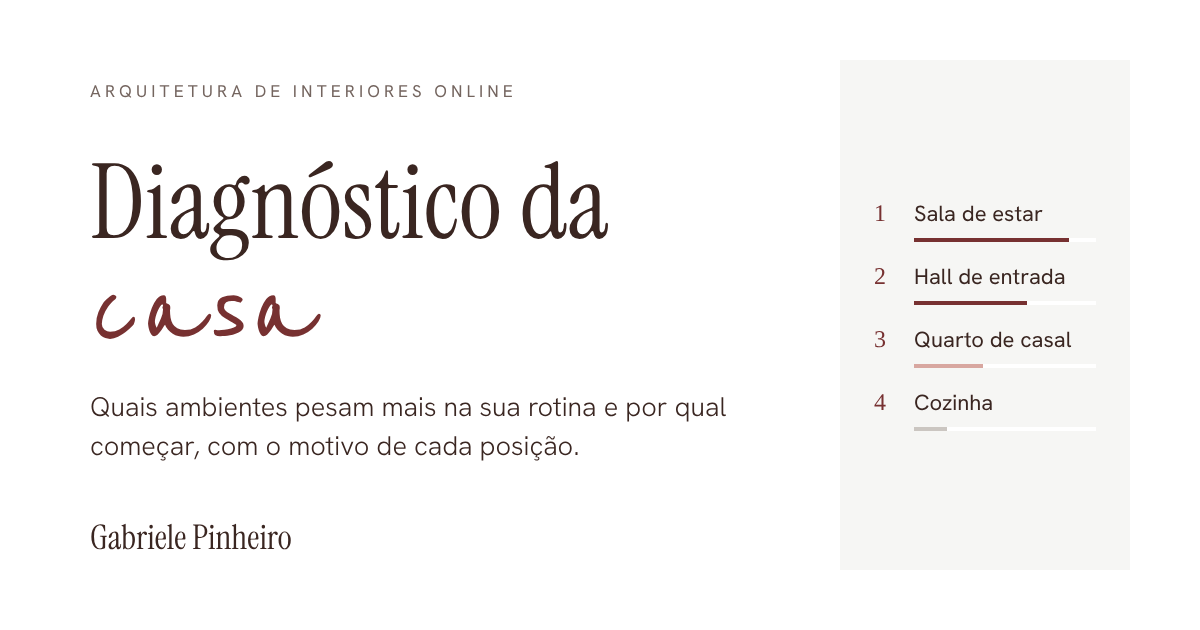 ARQUITETURA DE INTERIORES ONLINE
Diagnóstico da
casa
Quais ambientes pesam mais na sua rotina e por qual
começar, com o motivo de cada posição.
Gabriele Pinheiro
1 Sala de estar
2 Hall de entrada
3 Quarto de casal
4 Cozinha